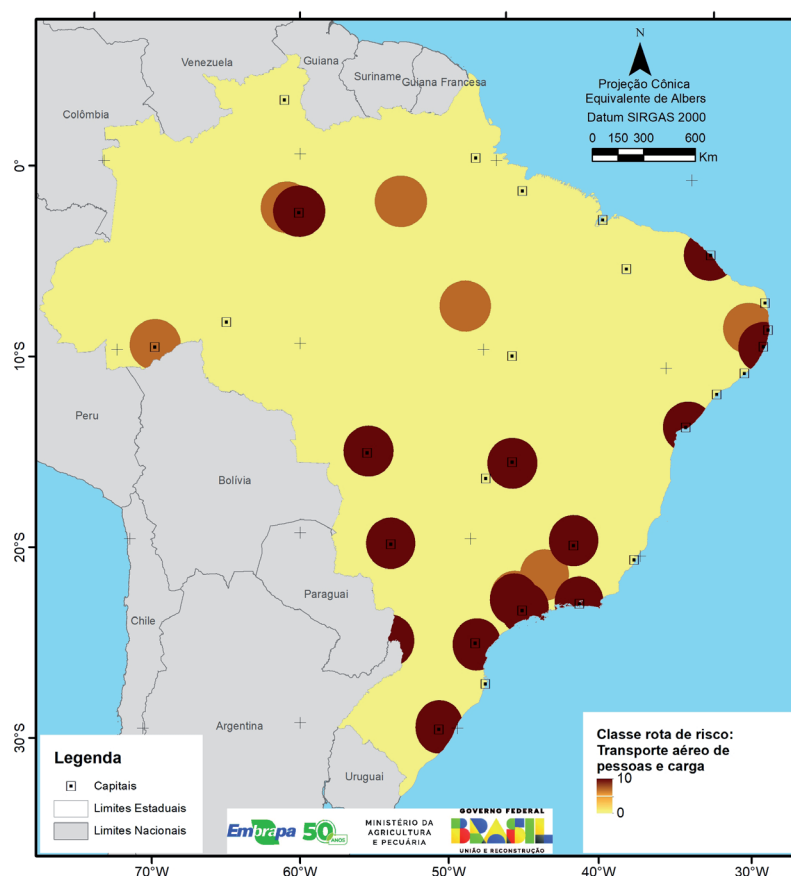 N
Projeção Cônica
Equivalente de Albers
Datum SIRGAS 2000
0 150 300 600
Km
Venezuela
Guiana
Suriname
Guiana Francesa
Colômbia
Peru
Bolívia
Paraguai
Chile
Argentina
Uruguai
0°
10°S
20°S
30°S
Legenda
Capitais
Limites Estaduais
Limites Nacionais
Classe rota de risco:
Transporte aéreo de
pessoas e carga
10
0
Embrapa 50 ANOS
MINISTÉRIO DA
AGRICULTURA
E PECUÁRIA
GOVERNO FEDERAL
BRASIL
UNIÃO E RECONSTRUÇÃO
70°W 60°W 50°W 40°W 30°W